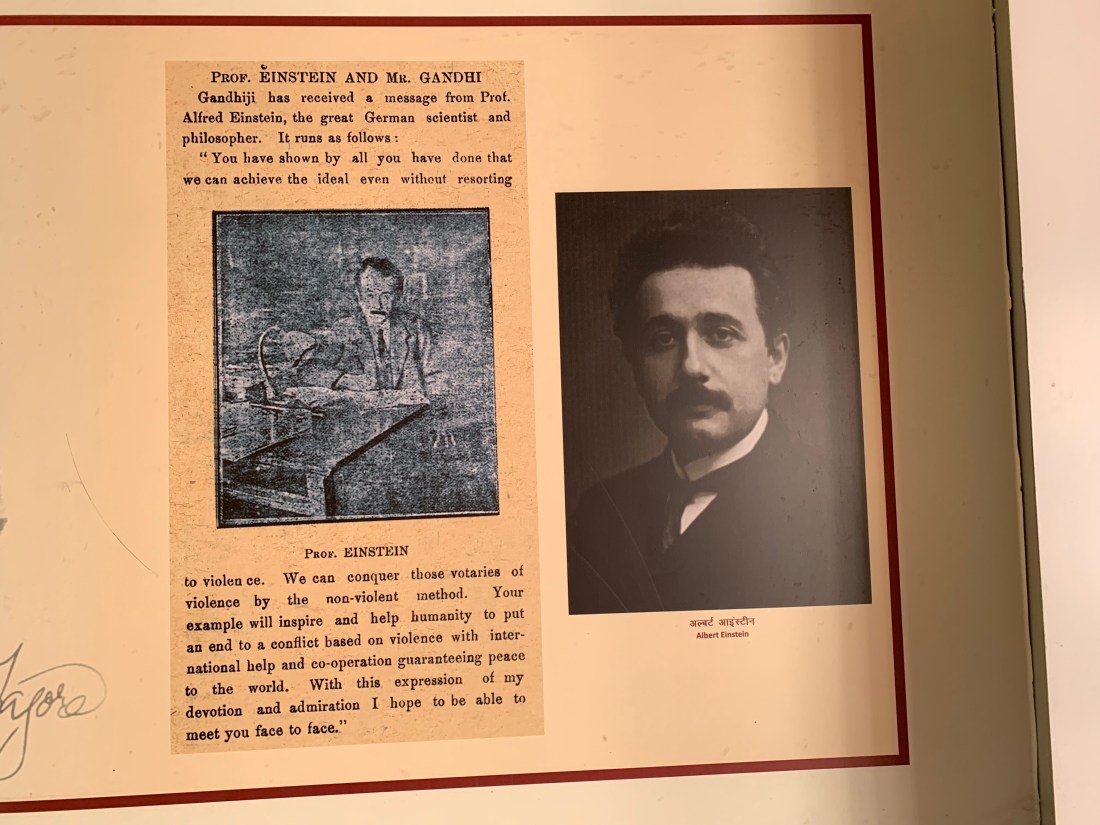 PROF. EINSTEIN AND MR. GANDHI
Gandhiji has received a message from Prof.
Alfred Einstein, the great German scientist and
philosopher. It runs as follows :
"You have shown by all you have done that
we can achieve the ideal even without resorting
PROF. EINSTEIN
to violen ce. We can conquer those votaries of
violence by the non-violent method. Your
example will inspire and help humanity to put
an end to a conflict based on violence with inter-
national help and co-operation guaranteeing peace
to the world. With this expression of my
devotion and admiration I hope to be able to
meet you face to face."
अल्बर्ट आइंस्टीन
Albert Einstein